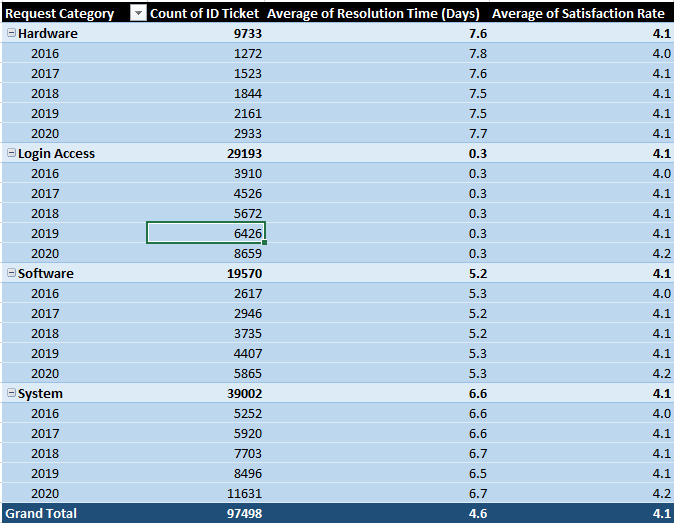 Request Category Count of ID Ticket Average of Resolution Time (Days) Average of Satisfaction Rate
Hardware 9733 7.6 4.1
2016 1272 7.8 4.0
2017 1523 7.6 4.1
2018 1844 7.5 4.1
2019 2161 7.5 4.1
2020 2933 7.7 4.1
Login Access 29193 0.3 4.1
2016 3910 0.3 4.0
2017 4526 0.3 4.1
2018 5672 0.3 4.1
2019 6426 0.3 4.1
2020 8659 0.3 4.2
Software 19570 5.2 4.1
2016 2617 5.3 4.0
2017 2946 5.2 4.1
2018 3735 5.2 4.1
2019 4407 5.3 4.1
2020 5865 5.3 4.2
System 39002 6.6 4.1
2016 5252 6.6 4.0
2017 5920 6.6 4.1
2018 7703 6.7 4.1
2019 8496 6.5 4.1
2020 11631 6.7 4.2
Grand Total 97498 4.6 4.1